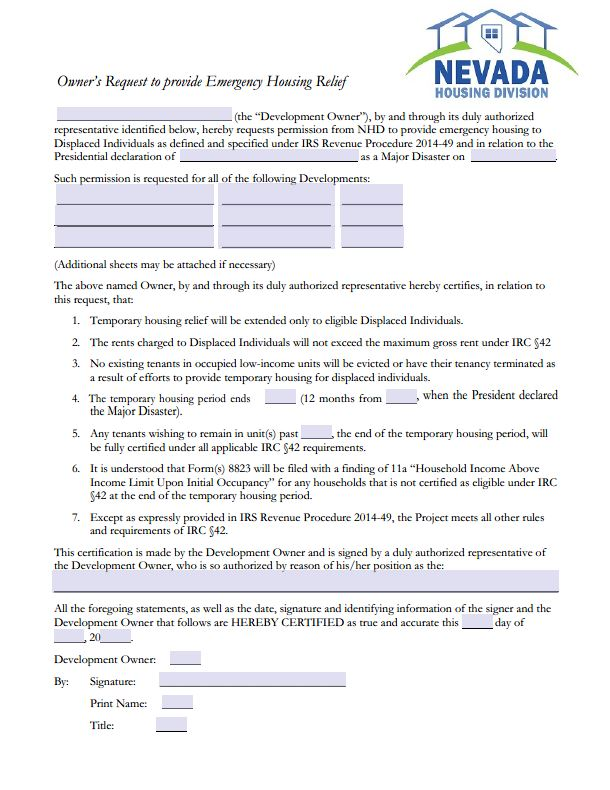 NEVADA
HOUSING DIVISION
Owner's Request to provide Emergency Housing Relief
(the “Development Owner”), by and through its duly authorized
representative identified below, hereby requests permission from NHD to provide emergency housing to
Displaced Individuals as defined and specified under IRS Revenue Procedure 2014-49 and in relation to the
Presidential declaration of as a Major Disaster on .
Such permission is requested for all of the following Developments:
(Additional sheets may be attached if necessary)
The above named Owner, by and through its duly authorized representative hereby certifies, in relation to
this request, that:
1. Temporary housing relief will be extended only to eligible Displaced Individuals.
2. The rents charged to Displaced Individuals will not exceed the maximum gross rent under IRC §42
3. No existing tenants in occupied low-income units will be evicted or have their tenancy terminated as
a result of efforts to provide temporary housing for displaced individuals.
4. The temporary housing period ends (12 months from , when the President declared
the Major Disaster).
5. Any tenants wishing to remain in unit(s) past , the end of the temporary housing period, will
be fully certified under all applicable IRC §42 requirements.
6. It is understood that Form(s) 8823 will be filed with a finding of 11a “Household Income Above
Income Limit Upon Initial Occupancy” for any households that is not certified as eligible under IRC
§42 at the end of the temporary housing period.
7. Except as expressly provided in IRS Revenue Procedure 2014-49, the Project meets all other rules
and requirements of IRC §42.
This certification is made by the Development Owner and is signed by a duly authorized representative of
the Development Owner, who is so authorized by reason of his/her position as the:
All the foregoing statements, as well as the date, signature and identifying information of the signer and the
Development Owner that follows are HEREBY CERTIFIED as true and accurate this day of
, 20 .
Development Owner:
By: Signature:
Print Name:
Title: